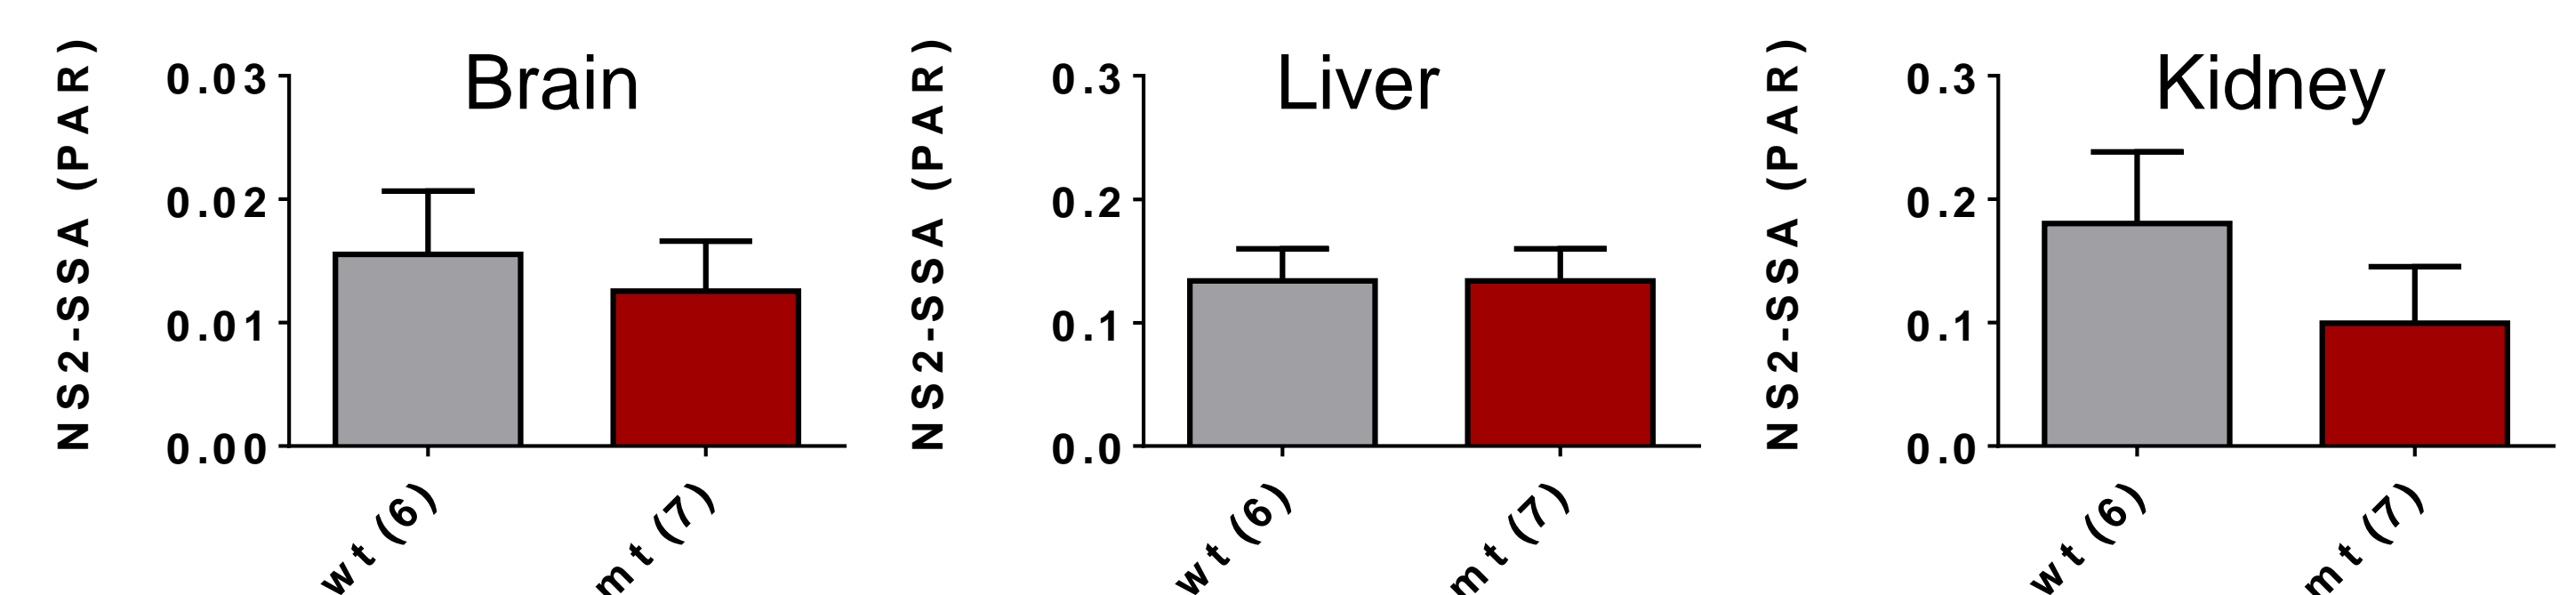 Brain
NS2-SSA (PAR)
0.03
0.02
0.01
0.00
wt (6)
mt (7)
Liver
NS2-SSA (PAR)
0.3
0.2
0.1
0.0
wt (6)
mt (7)
Kidney
NS2-SSA (PAR)
0.3
0.2
0.1
0.0
wt (6)
mt (7)